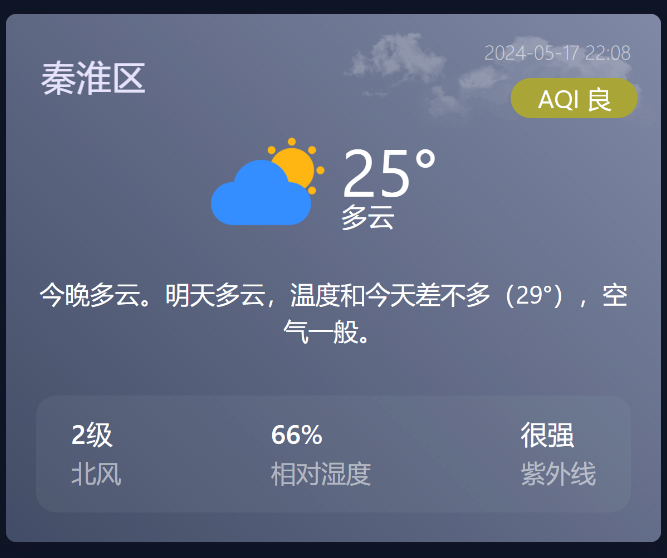 2024-05-17 22:08
秦淮区
AQI 良
25°
多云
今晚多云。明天多云，温度和今天差不多（29°），空
气一般。
2级 66% 很强
北风 相对湿度 紫外线